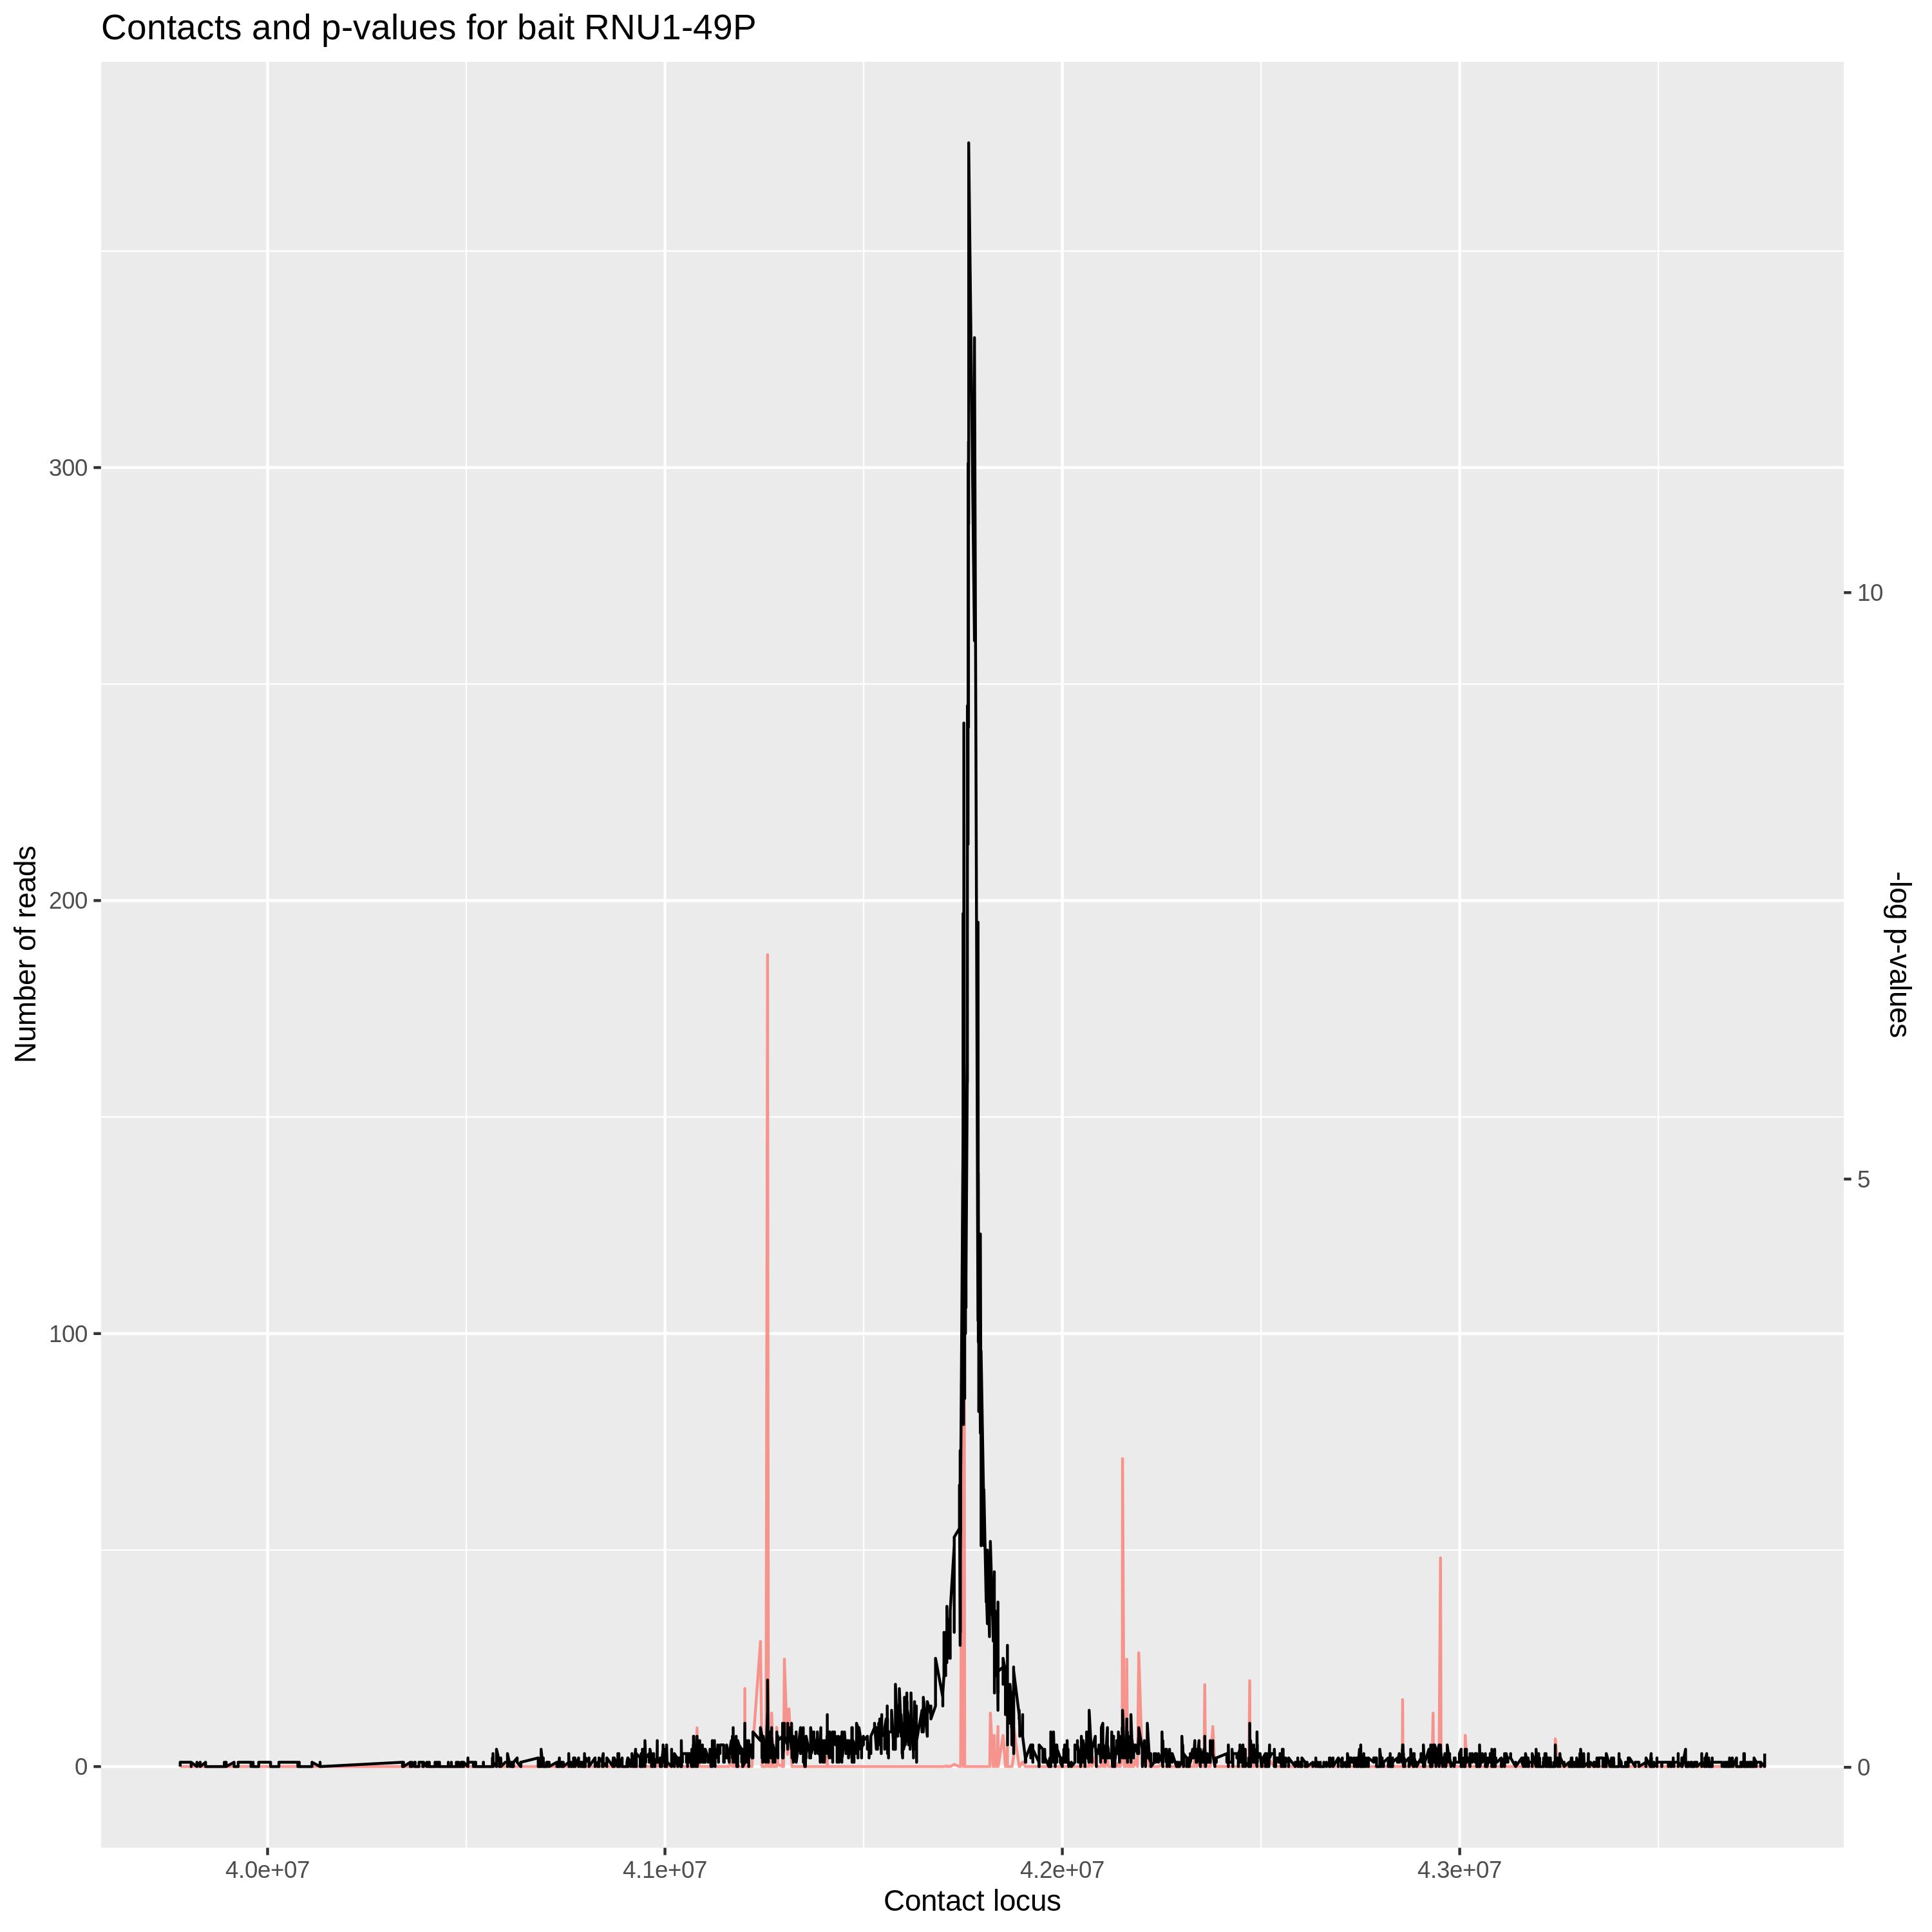 Contacts and p-values for bait RNU1-49P
Number of reads
300
200
100
0
10
5
0
-log p-values
4.0e+07
4.1e+07
4.2e+07
4.3e+07
Contact locus